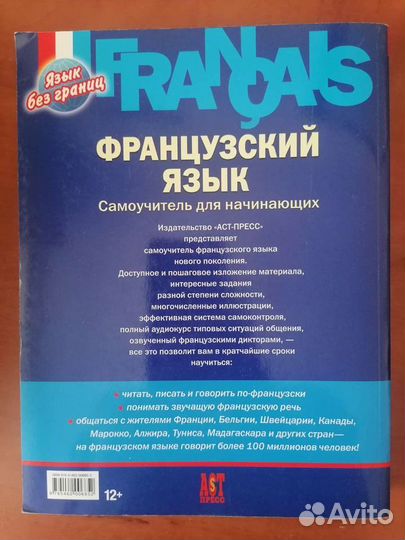 FRANÇAIS
Язык
без границ
ФРАНЦУЗСКИЙ
ЯЗЫК
Самоучитель для начинающих
Издательство «АСТ-ПРЕСС»
представляет
самоучитель французского языка
нового поколения.
Доступное и пошаговое изложение материала,
интересные задания
разной степени сложности,
многочисленные иллюстрации,
эффективная система самоконтроля,
полный аудиокурс типовых ситуаций общения,
озвученный французскими дикторами, —
все это позволит вам в кратчайшие сроки
научиться:
• читать, писать и говорить по-французски
• понимать звучащую французскую речь
• общаться с жителями Франции, Бельгии, Швейцарии, Канады,
Марокко, Алжира, Туниса, Мадагаскара и других стран—
на французском языке говорит более 100 миллионов человек!
12+
АСТ
ПРЕСС
Avito